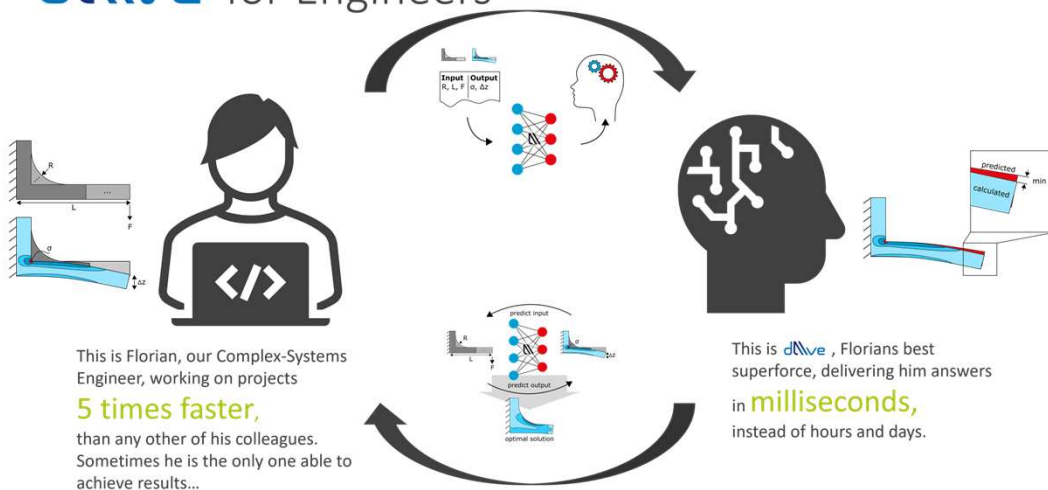 for Engineers
Input Output
R, L, F σ, Δz
R
...
L
F
σ
Δz
predicted
min
calculated
predict input
R
L
F
σ
Δz
predict output
optimal solution
</>
This is Florian, our Complex-Systems
Engineer, working on projects
5 times faster,
than any other of his colleagues.
Sometimes he is the only one able to
achieve results...
This is dAIve , Florians best
superforce, delivering him answers
in milliseconds,
instead of hours and days.